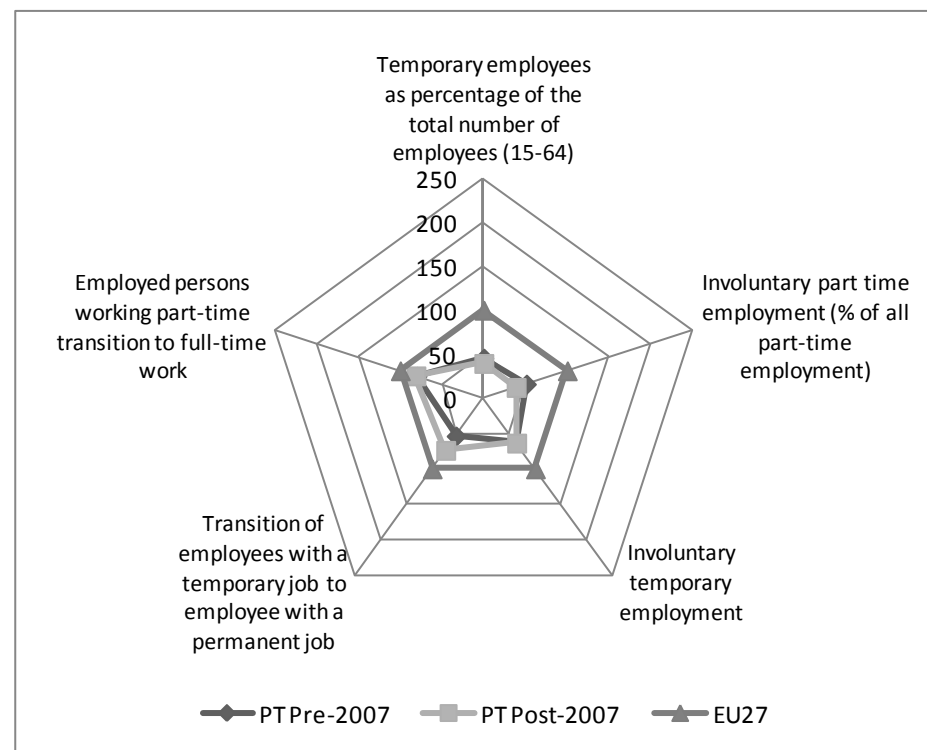 Temporary employees
as percentage of the
total number of
employees (15-64)
250
200
150
100
50
0
Involuntary part time
employment (% of all
part-time
employment)
Involuntary
temporary
employment
Transition of
employees with a
temporary job to
employee with a
permanent job
Employed persons
working part-time
transition to full-time
work
PT Pre-2007
PT Post-2007
EU27